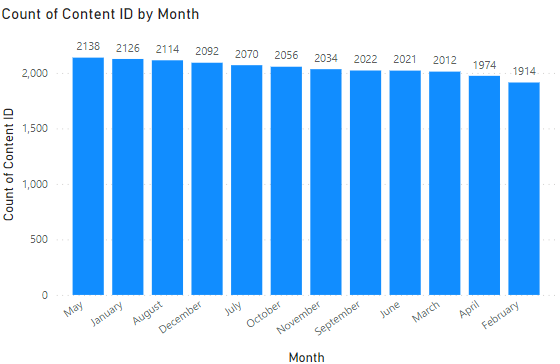 Count of Content ID by Month
Count of Content ID
2,000
1,500
1,000
500
0
2138 2126 2114 2092 2070 2056 2034 2022 2021 2012 1974 1914
May January August December July October November September June March April February
Month